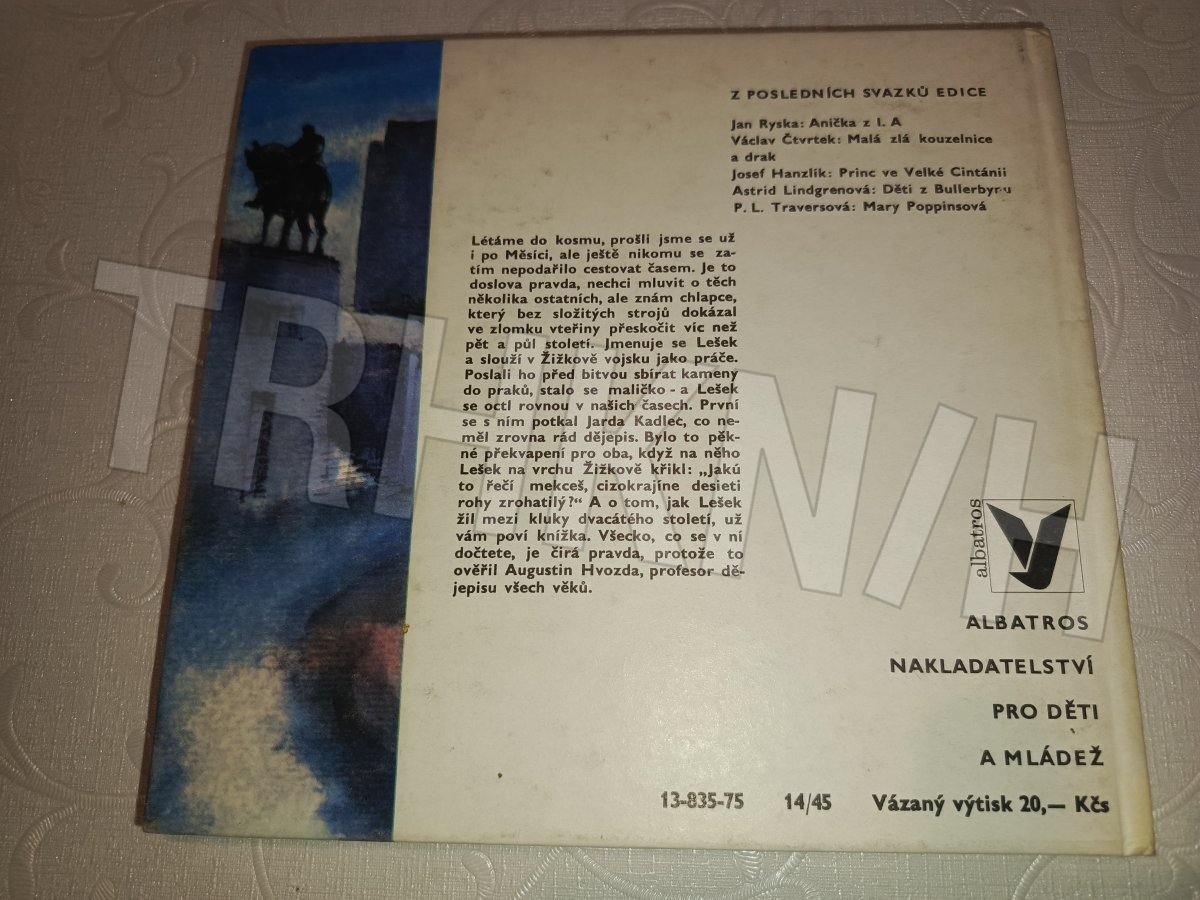 Z POSLEDNÍCH SVAZKŮ EDICE
Jan Ryska: Anička z I. A
Václav Čtvrtek: Malá zlá kouzelnice
a drak
Josef Hanzlík: Princ ve Velké Cintánii
Astrid Lindgrenová: Děti z Bullerbynu
P. L. Traversová: Mary Poppinsová
Létáme do kosmu, prošli jsme se už
i po Měsíci, ale ještě nikomu se za-
tím nepodařilo cestovat časem. Je to
doslova pravda, nechci mluvit o těch
několika ostatních, ale znám chlapce,
který bez složitých strojů dokázal
ve zlomku vteřiny přeskočit víc než
pět a půl století. Jmenuje se Lešek
a slouží v Žižkově vojsku jako práče.
Poslali ho před bitvou sbírat kameny
do praků, stalo se maličko - a Lešek
se octl rovnou v našich časech. První
se s ním potkal Jarda Kadlec, co ne-
měl zrovna rád dějepis. Bylo to pěk-
né překvapení pro oba, když na něho
Lešek na vrchu Žižkově křikl: „Jakú
to řečí mekceš, cizokrajíne desieti
rohy zrohatilý?“ A o tom, jak Lešek
žil mezi kluky dvacátého století, už
vám poví knížka. Všecko, co se v ní
dočtete, je čirá pravda, protože to
ověřil Augustin Hvozda, profesor dě-
jepisu všech věků.
albatros
ALBATROS
NAKLADATELSTVÍ
PRO DĚTI
A MLÁDEŽ
13-835-75 14/45 Vázaný výtisk 20,— Kčs
TRHKNIH